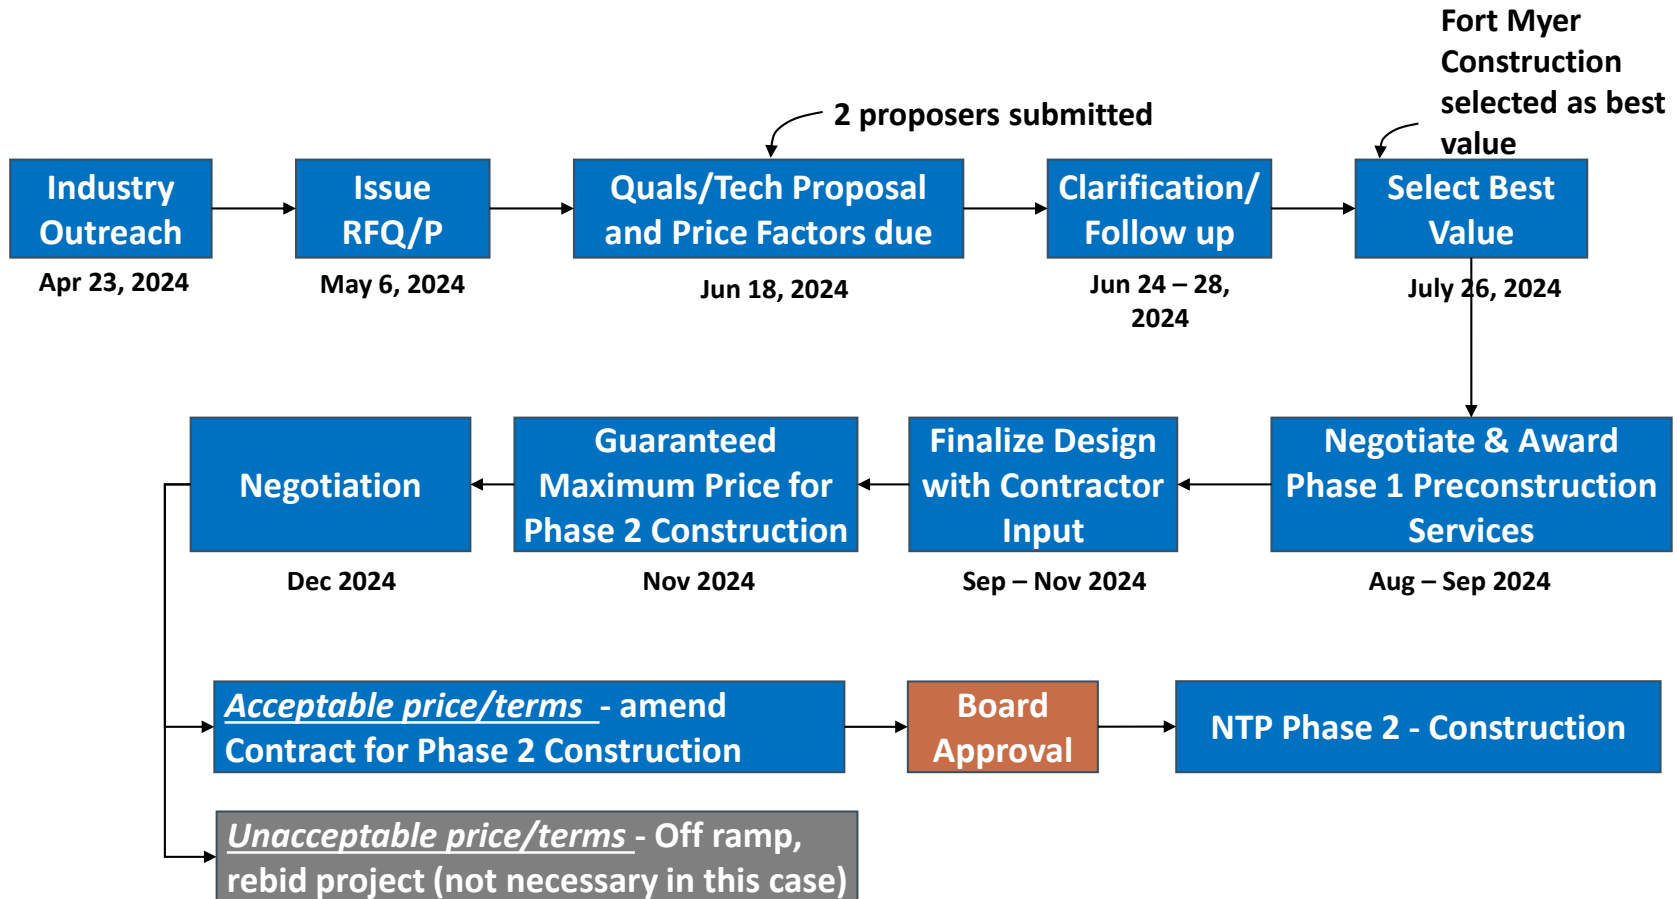 Fort Myer
Construction
selected as best
value
2 proposers submitted
Industry
Outreach
Apr 23, 2024
Issue
RFQ/P
May 6, 2024
Quals/Tech Proposal
and Price Factors due
Jun 18, 2024
Clarification/
Follow up
Jun 24 – 28,
2024
Select Best
Value
July 26, 2024
Negotiate & Award
Phase 1 Preconstruction
Services
Aug – Sep 2024
Finalize Design
with Contractor
Input
Sep – Nov 2024
Guaranteed
Maximum Price for
Phase 2 Construction
Nov 2024
Negotiation
Dec 2024
Acceptable price/terms - amend
Contract for Phase 2 Construction
Board
Approval
NTP Phase 2 - Construction
Unacceptable price/terms - Off ramp,
rebid project (not necessary in this case)